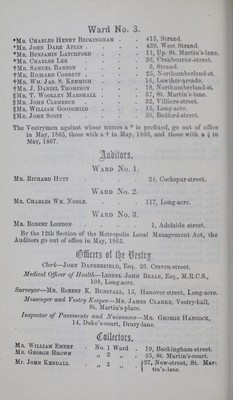 Ward No. 3.
*Mr. Charles Henry Beckingham . . 415, Strand.
*Mr. John Dare Aplin . . . . 439, West Strand.
*Mr. Benjamin Latchford . . . 11, Up. St. Martin's-lane.
*Mr. Charles Lee . . . . 36, Cranbourne-street.
*Mr. Samuel Banton . . . . 3, Strand.
*Mr. Richard Corbett . . . . 25, Northumberland-st.
*Mr. Wm. Jas. S. Kemmish . . . 16, Lowther-arcade.
*Mr. J. Daniel Thompson . . . 18, Northumberland-st.
§Mr. T. Woolley Marshall . . . 57, St. Martin's-lane.
§Mr. John Clemence . . . . 32, Villiers-street.
§Mr. William Goodchild . . . 15, Long-acre.
§Mr. John Scott . . . . 50, Bedford-street.
The Vestrymen against whose names a * is prefixed, go out of office
in May, 1865, those with a † in May, 1866, and those with a § in
May, 1867.
Auditors.
Ward No. 1.
Mr. Richard Hutt . . . . 24, Cockspur-street.
Ward No. 2.
Mr. Charles Wm. Noble. . . . 117, Long-acre.
Ward No. 3.
Mr. Robert London . . . . 1, Adelaide street.
By the 12th Section of the Metropolis Local Management Act, the
Auditors go out of office in May, 1865.
Officers of the Vestry
Clerk—John Dangerfield, Esq. 26. Craven-street.
Medical Officer of Health—Lionel John Beale, Esq., M.R.C.S.,
108, Long-acre.
Surveyor—Mr. Robert K. Burstall, 15, Hanover-street, Long-acre.
Messenger and Vestry Keeper—Mr. James Clarke, Vestry-hall,
St. Martin's-place.
Inspector of Pavements and Nuisances—Mr. George Hancock,
14, Duke's-court, Drury-lane.
Collectors.
Mr. William Emery . No. 1 Ward . 19, Buckingham-street.
Mr. George Brown . „ 2 „ . 25, St. Martin's-court.
Mr. John Kendall . „ 3 „ . 27, New-street, St. Mar-
tin's-lane.